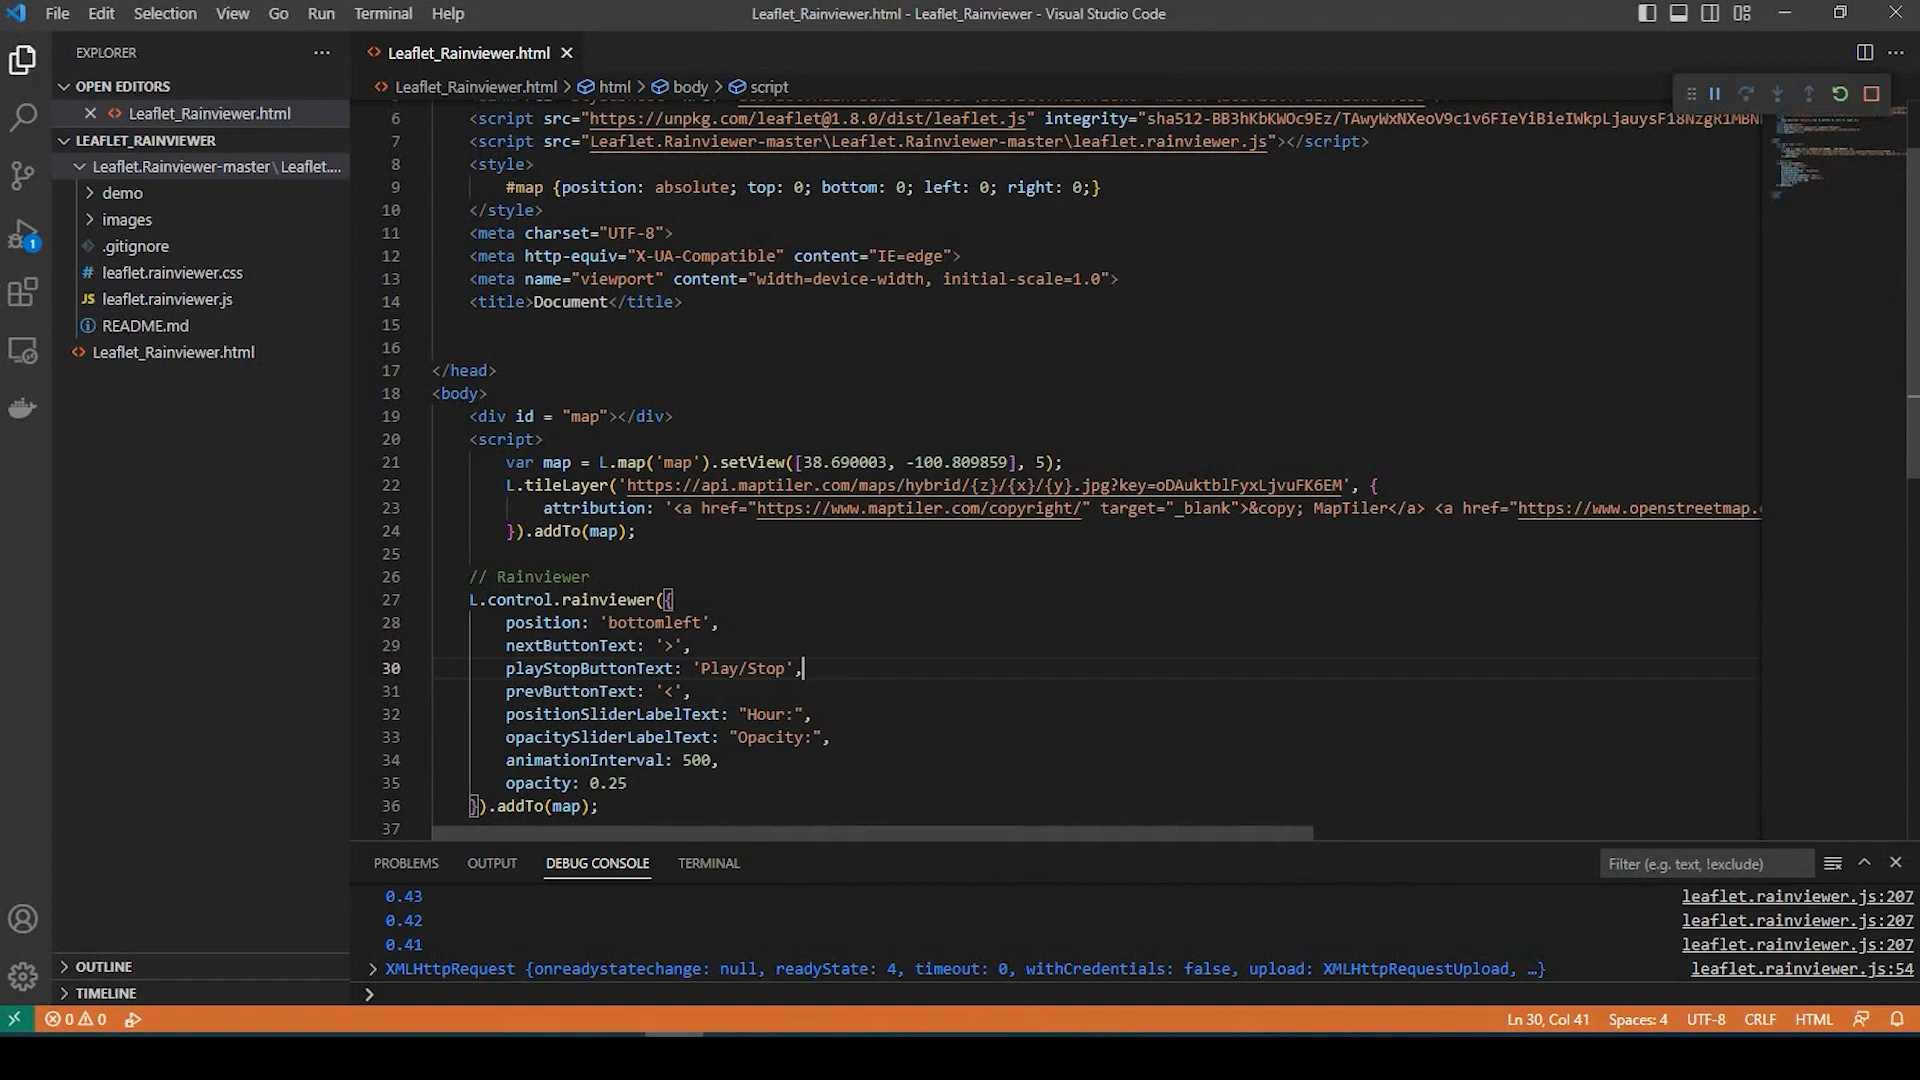 File Edit Selection View Go Run Terminal Help
Leaflet_Rainviewer.html - Leaflet_Rainviewer - Visual Studio Code
EXPLORER
OPEN EDITORS
Leaflet_Rainviewer.html
LEAFLET_RAINVIEWER
Leaflet.Rainviewer-master\Leaflet....
demo
images
.gitignore
# leaflet.rainviewer.css
JS leaflet.rainviewer.js
README.md
Leaflet_Rainviewer.html
OUTLINE
TIMELINE
1
Leaflet_Rainviewer.html
Leaflet_Rainviewer.html > html > body > script
6 <script src="https://unpkg.com/leaflet@1.8.0/dist/leaflet.js" integrity="sha512-BB3hKbKWOc9Ez/TAwyWxNXeoV9c1v6FIeYiBieIWkpLjauysF18NzgR1MBN
7 <script src="Leaflet.Rainviewer-master\Leaflet.Rainviewer-master\leaflet.rainviewer.js"></script>
8 <style>
9 #map {position: absolute; top: 0; bottom: 0; left: 0; right: 0;}
10 </style>
11 <meta charset="UTF-8">
12 <meta http-equiv="X-UA-Compatible" content="IE=edge">
13 <meta name="viewport" content="width=device-width, initial-scale=1.0">
14 <title>Document</title>
15
16
17 </head>
18 <body>
19 <div id = "map"></div>
20 <script>
21 var map = L.map('map').setView([38.690003, -100.809859], 5);
22 L.tileLayer('https://api.maptiler.com/maps/hybrid/{z}/{x}/{y}.jpg?key=oDAuktblFyxLjvuFK6EM', {
23 attribution: '<a href="https://www.maptiler.com/copyright/" target="_blank">&copy; MapTiler</a> <a href="https://www.openstreetmap.
24 }).addTo(map);
25
26 // Rainviewer
27 L.control.rainviewer({
28 position: 'bottomleft',
29 nextButtonText: '>',
30 playStopButtonText: 'Play/Stop',
31 prevButtonText: '<',
32 positionSliderLabelText: "Hour:",
33 opacitySliderLabelText: "Opacity:",
34 animationInterval: 500,
35 opacity: 0.25
36 }).addTo(map);
37
PROBLEMS OUTPUT DEBUG CONSOLE TERMINAL
Filter (e.g. text, !exclude)
0.43 leaflet.rainviewer.js:207
0.42 leaflet.rainviewer.js:207
0.41 leaflet.rainviewer.js:207
> XMLHttpRequest {onreadystatechange: null, readyState: 4, timeout: 0, withCredentials: false, upload: XMLHttpRequestUpload, …} leaflet.rainviewer.js:54
0 0
Ln 30, Col 41 Spaces: 4 UTF-8 CRLF HTML